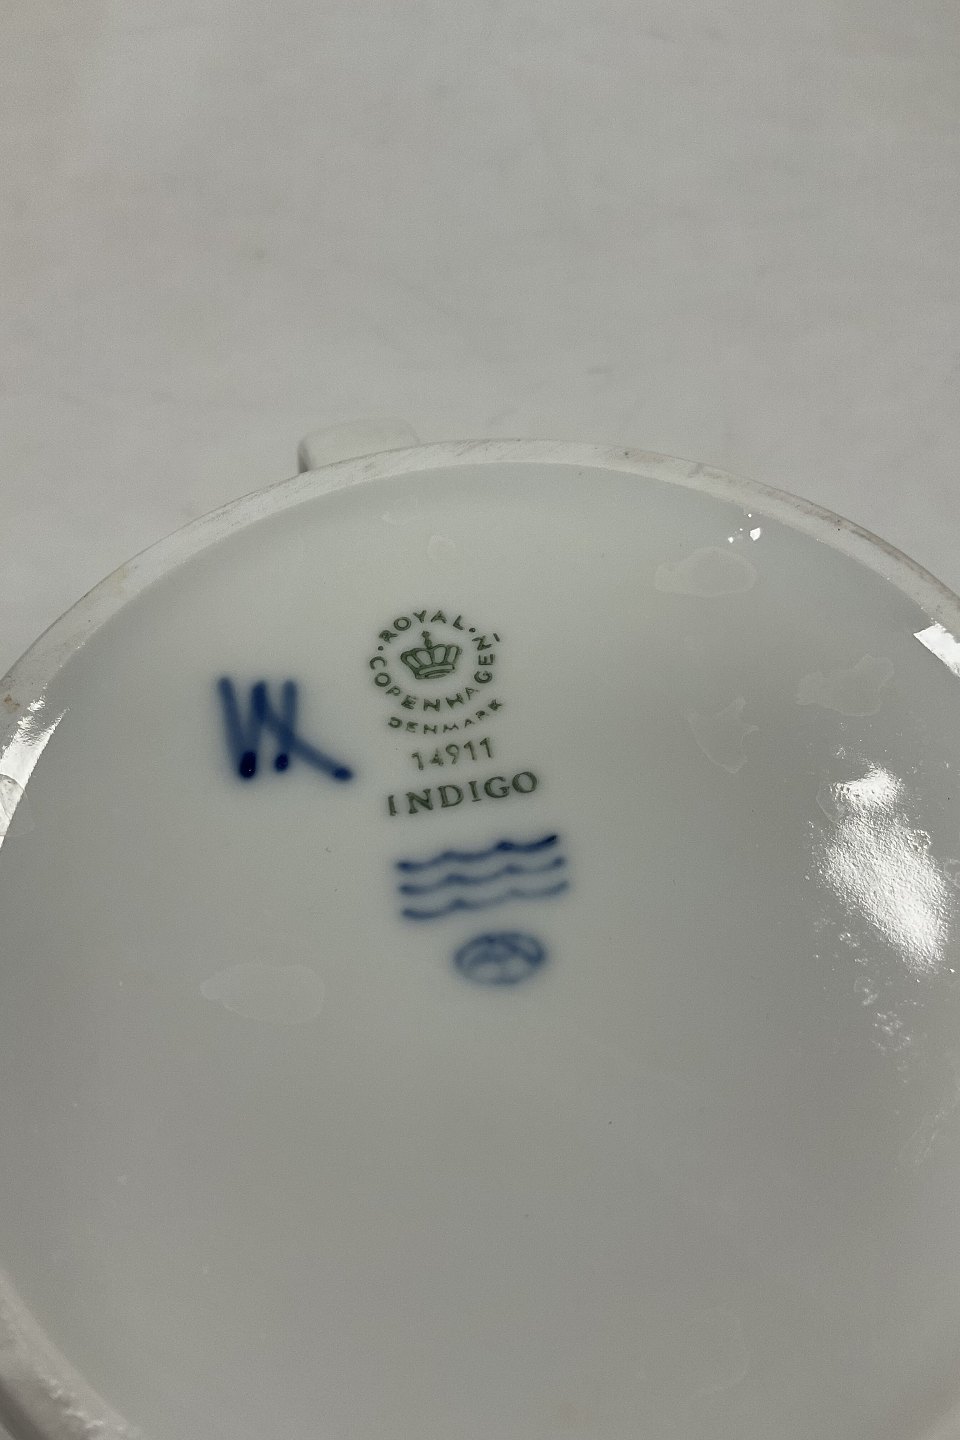 ROYAL COPENHAGEN
DENMARK
14911
INDIGO